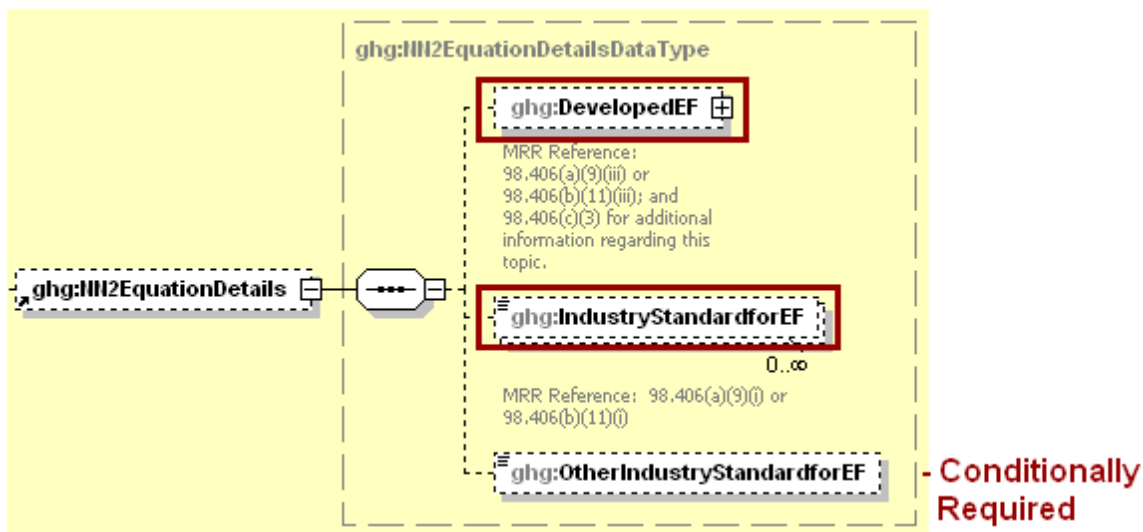 ghg:NN2EquationDetailsDataType
ghg:DevelopedEF
MRR Reference:
98.406(a)(9)(iii) or
98.406(b)(11)(iii); and
98.406(c)(3) for additional
information regarding this
topic.
ghg:NN2EquationDetails
ghg:IndustryStandardforEF
0..∞
MRR Reference: 98.406(a)(9)(i) or
98.406(b)(11)(i)
ghg:OtherIndustryStandardforEF
- Conditionally
Required